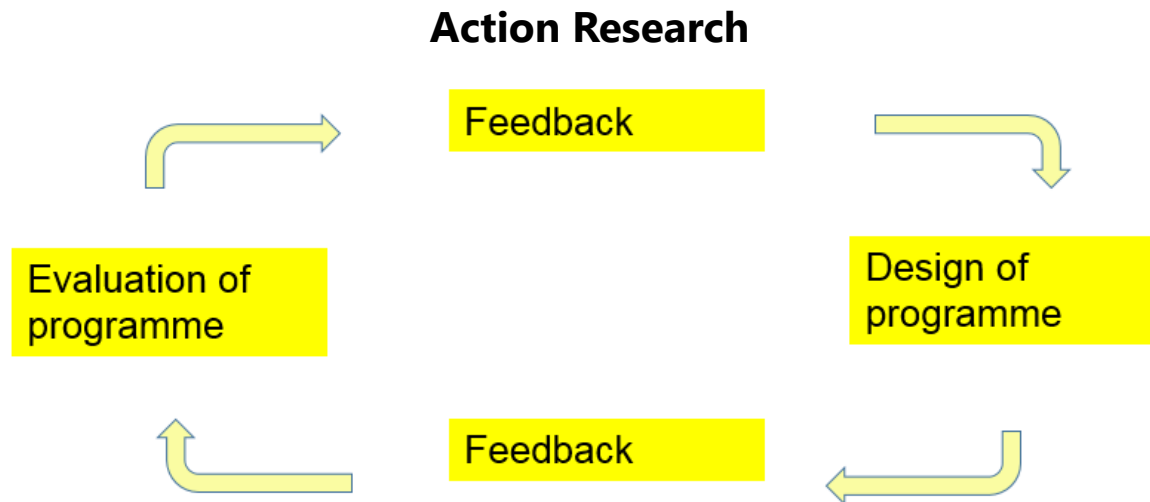 Action Research
Feedback
Evaluation of
programme
Design of
programme
Feedback